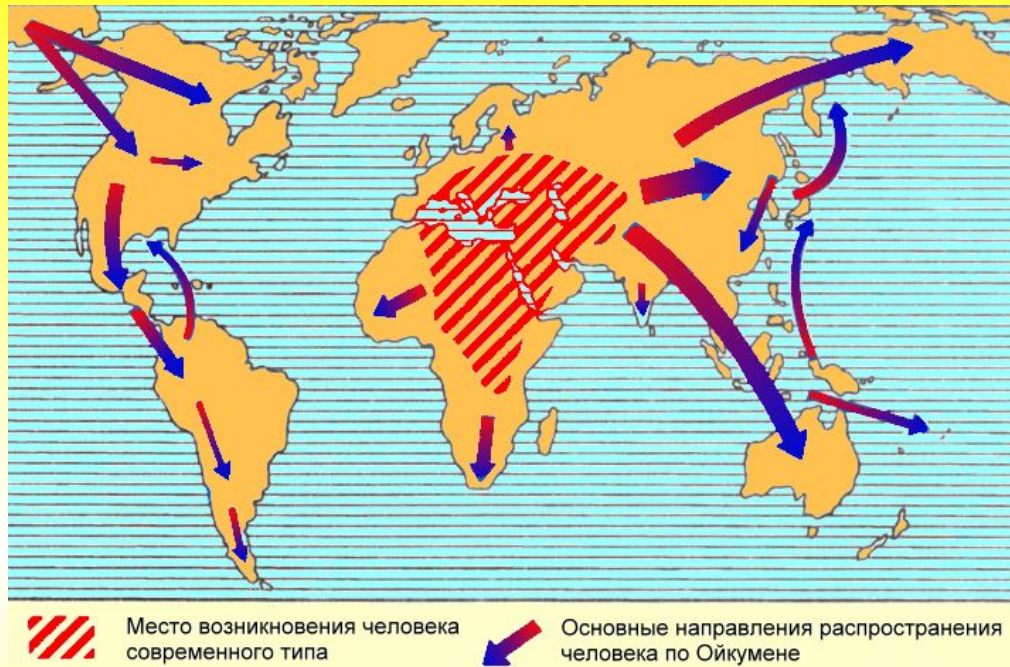 Место возникновения человека
современного типа
Основные направления распространения
человека по Ойкумене